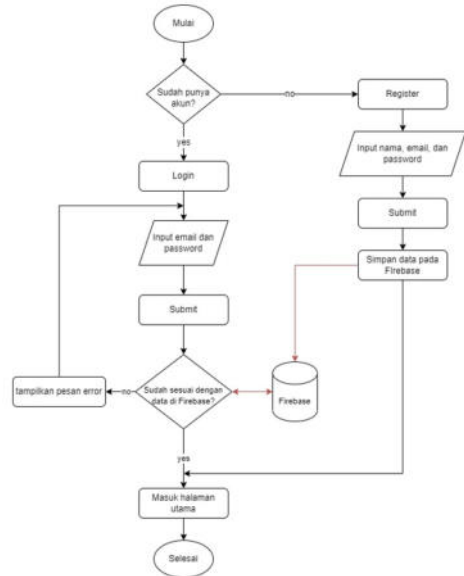 Mulai
Sudah punya
akun?
no
Register
yes
Input nama, email, dan
password
Login
Submit
Input email dan
password
Simpan data pada
FIrebase
Submit
tampilkan pesan error
no
Sudah sesuai dengan
data di Firebase?
Firebase
yes
Masuk halaman
utama
Selesai